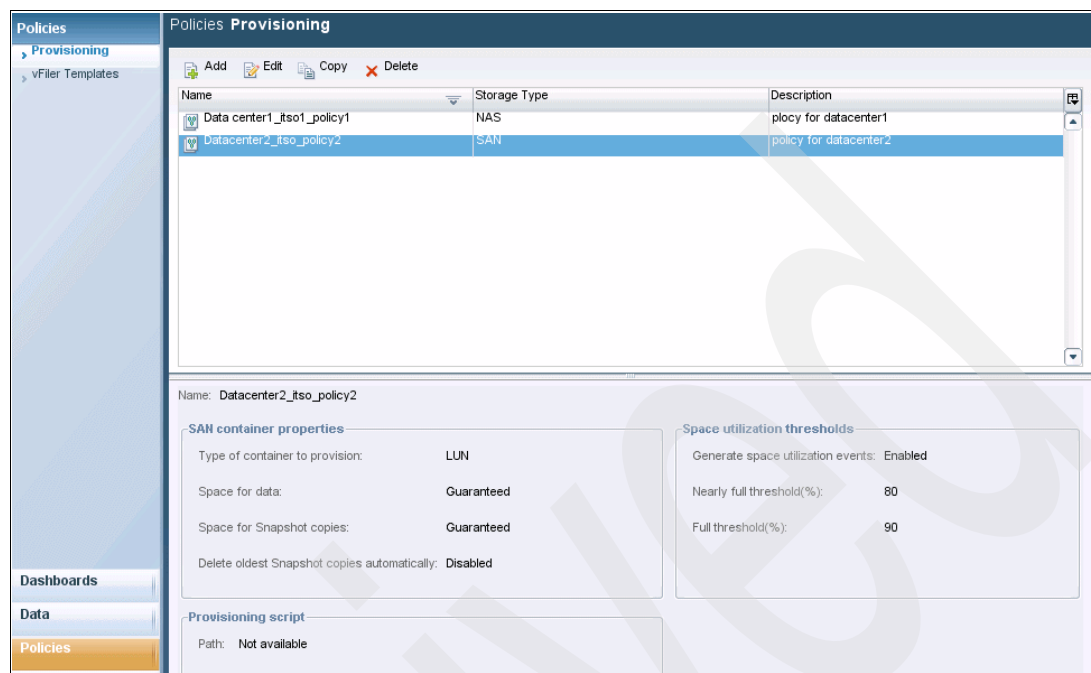 Policies
Provisioning
vFiler Templates
Dashboards
Data
Policies
Policies Provisioning
Add Edit Copy Delete
Name Storage Type Description
Data center1_itso1_policy1 NAS plocy for datacenter1
Datacenter2_itso_policy2 SAN policy for datacenter2
Name: Datacenter2_itso_policy2
SAN container properties
Type of container to provision: LUN
Space for data: Guaranteed
Space for Snapshot copies: Guaranteed
Delete oldest Snapshot copies automatically: Disabled
Space utilization thresholds
Generate space utilization events: Enabled
Nearly full threshold(%): 80
Full threshold(%): 90
Provisioning script
Path: Not available